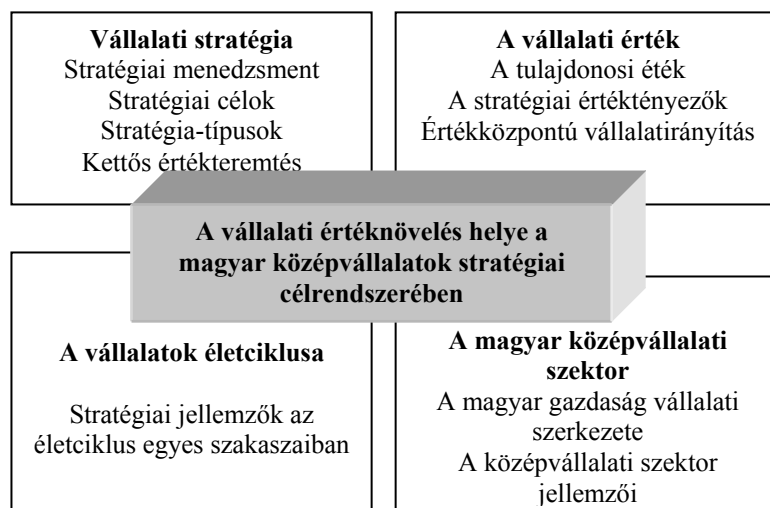 Vállalati stratégia
Stratégiai menedzsment
Stratégiai célok
Stratégia-típusok
Kettős értékteremtés
A vállalati érték
A tulajdonosi éték
A stratégiai értéktényezők
Értékközpontú vállalatirányítás
A vállalati értéknövelés helye a
magyar középvállalatok stratégiai
célrendszerében
A vállalatok életciklusa
Stratégiai jellemzők az
életciklus egyes szakaszaiban
A magyar középvállalati
szektor
A magyar gazdaság vállalati
szerkezete
A középvállalati szektor
jellemzői